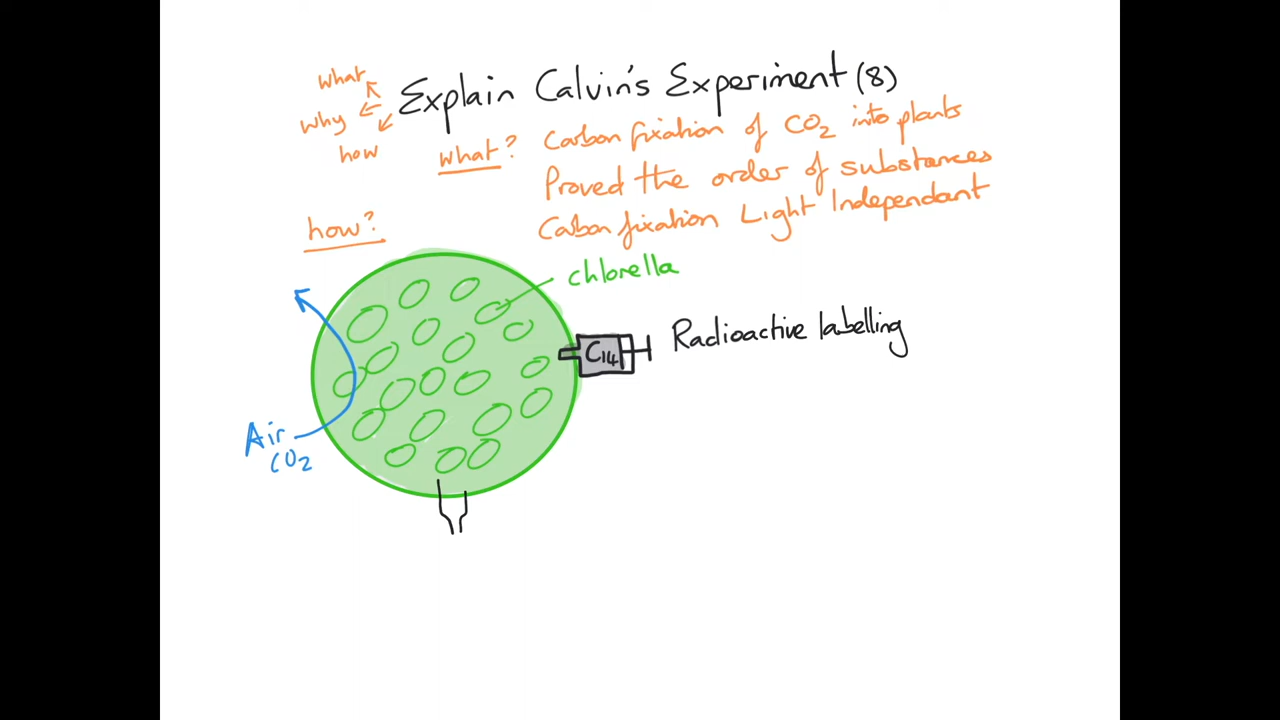 Explain Calvin's Experiment (8)
what
why
how
what? Carbon fixation of CO2 into plants
Proved the order of substances
Carbon fixation Light Independant
how?
chlorella
Radioactive labelling
C14
Air
CO2